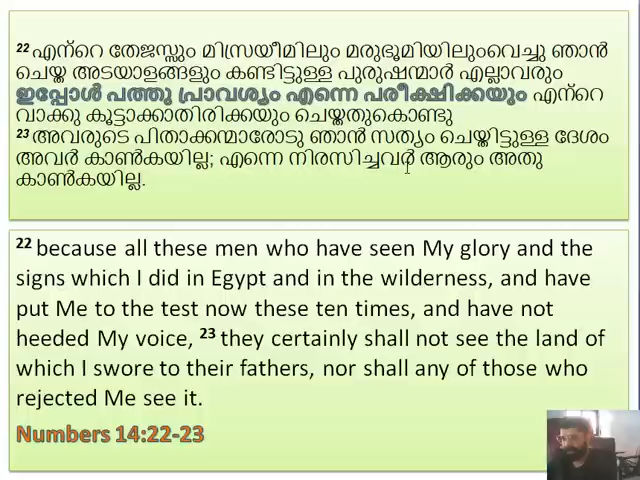 22 എന്റെ തേജസ്സും മിസ്രയീമിലും മരുഭൂമിയിലുംവെച്ചു ഞാൻ
ചെയ്ത അടയാളങ്ങളും കണ്ടിട്ടുള്ള പുരുഷന്മാർ എല്ലാവരും
ഇപ്പോൾ പത്തു പ്രാവശ്യം എന്നെ പരീക്ഷിക്കയും എന്റെ
വാക്കു കൂട്ടാക്കാതിരിക്കയും ചെയ്തതുകൊണ്ടു
23 അവരുടെ പിതാക്കന്മാരോടു ഞാൻ സത്യം ചെയ്തിട്ടുള്ള ദേശം
അവർ കാൺകയില്ല; എന്നെ നിരസിച്ചവർ ആരും അതു
കാൺകയില്ല.
22 because all these men who have seen My glory and the
signs which I did in Egypt and in the wilderness, and have
put Me to the test now these ten times, and have not
heeded My voice, 23 they certainly shall not see the land of
which I swore to their fathers, nor shall any of those who
rejected Me see it.
Numbers 14:22-23